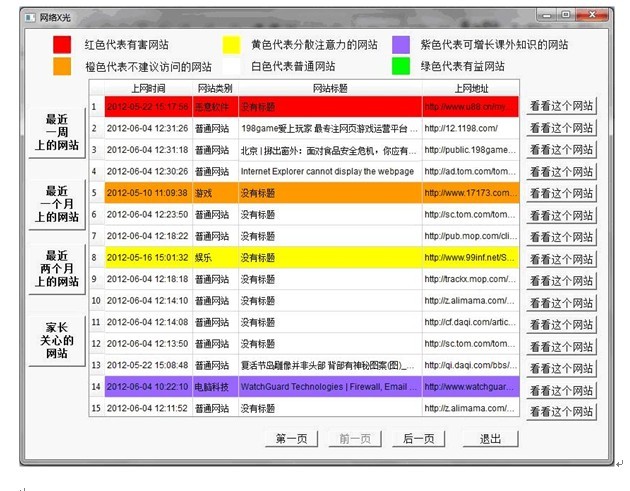 网络X光
红色代表有害网站 黄色代表分散注意力的网站 紫色代表可增长课外知识的网站
橙色代表不建议访问的网站 白色代表普通网站 绿色代表有益网站
最近
一周
上的网站
最近
一个月
上的网站
最近
两个月
上的网站
家长
关心的
网站
上网时间 网站类别 网站标题 上网地址
1 2012-05-22 15:17:56 恶意软件 没有标题 http://www.u88.cn/my... 看看这个网站
2 2012-06-04 12:31:26 普通网站 198game爱上玩家 最专注网页游戏运营平台 ... http://12.1198.com/ 看看这个网站
3 2012-06-04 12:31:18 普通网站 北京 | 掷出窗外：面对食品安全危机，你应有... http://public.198game... 看看这个网站
4 2012-06-04 12:30:26 普通网站 Internet Explorer cannot display the webpage http://ad.tom.com/tom... 看看这个网站
5 2012-05-10 11:09:38 游戏 没有标题 http://www.17173.com... 看看这个网站
6 2012-06-04 12:23:50 普通网站 没有标题 http://sc.tom.com/tom... 看看这个网站
7 2012-06-04 12:18:22 普通网站 没有标题 http://pub.mop.com/cli... 看看这个网站
8 2012-05-16 15:01:32 娱乐 没有标题 http://www.99inf.net/S... 看看这个网站
9 2012-06-04 12:18:18 普通网站 没有标题 http://trackx.mop.com/... 看看这个网站
10 2012-06-04 12:14:10 普通网站 没有标题 http://z.alimama.com/... 看看这个网站
11 2012-06-04 12:14:08 普通网站 没有标题 http://cf.daqi.com/artic... 看看这个网站
12 2012-06-04 12:13:50 普通网站 没有标题 http://sc.tom.com/tom... 看看这个网站
13 2012-05-22 15:08:48 普通网站 复活节岛雕像并非头部 背部有神秘图案(图)_... http://qi.daqi.com/bbs/... 看看这个网站
14 2012-06-04 10:22:10 电脑科技 WatchGuard Technologies | Firewall, Email ... http://www.watchguar... 看看这个网站
15 2012-06-04 12:11:52 普通网站 没有标题 http://z.alimama.com/... 看看这个网站
第一页 前一页 后一页 退出